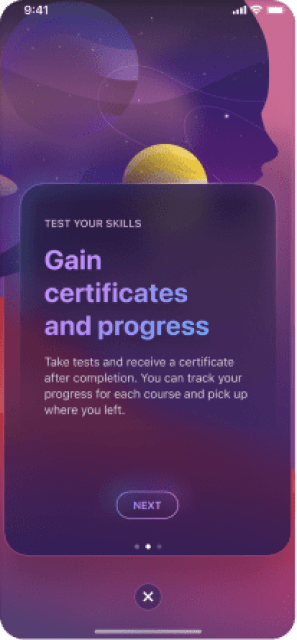 9:41
TEST YOUR SKILLS
Gain
certificates
and progress
Take tests and receive a certificate
after completion. You can track your
progress for each course and pick up
where you left.
NEXT